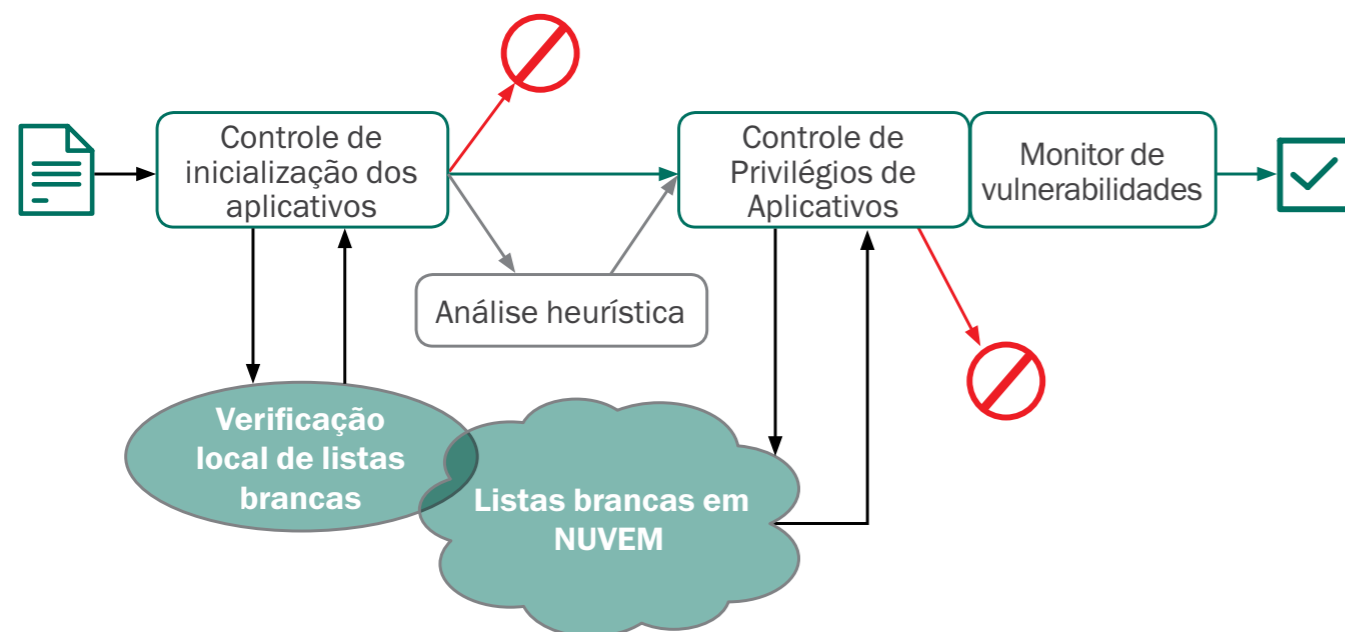 Controle de
inicialização dos
aplicativos
Controle de
Privilégios de
Aplicativos
Monitor de
vulnerabilidades
Análise heurística
Verificação
local de listas
brancas
Listas brancas em
NUVEM